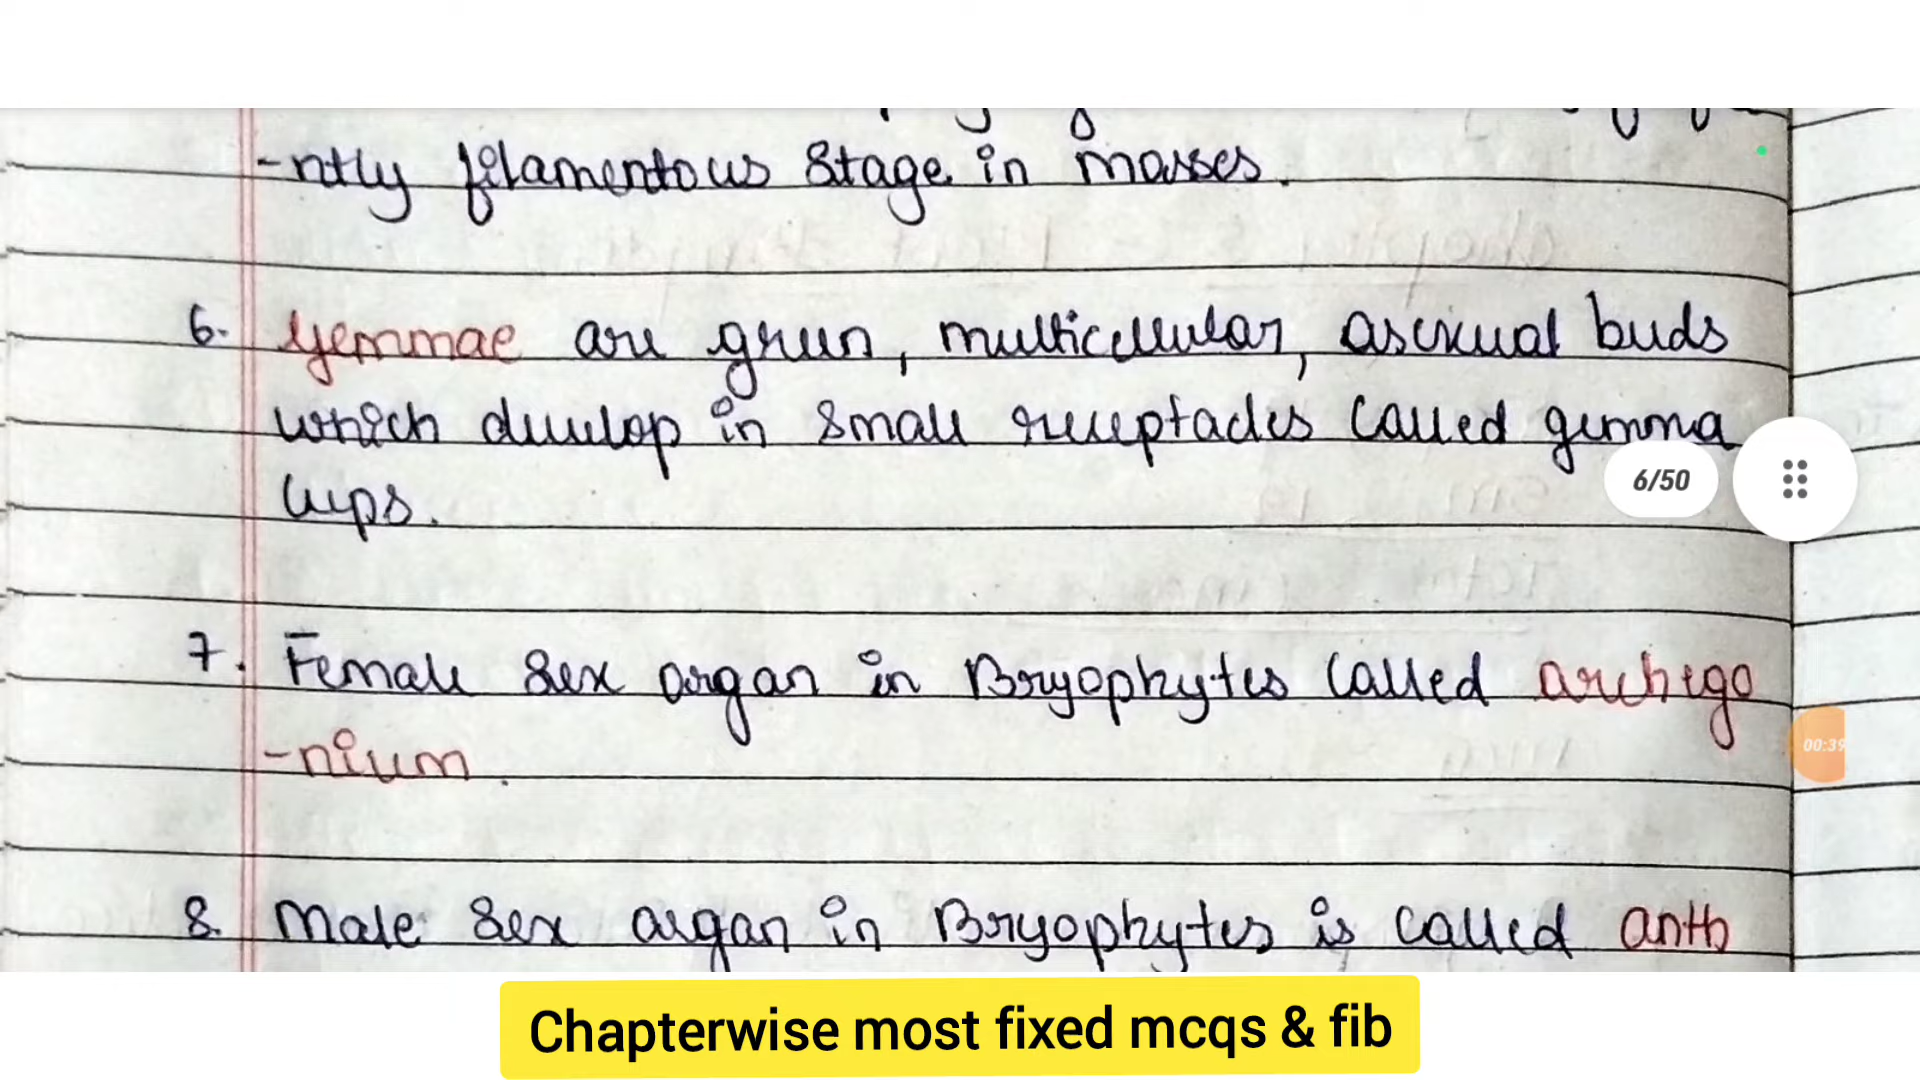 -ntly filamentous stage in masses.
6. Gemmae are green, multicellular, asexual buds
which develop in small receptacles called gemma
cups.
6/50
7. Female sex organ in Bryophytes called archego
-nium.
00:39
8. Male sex organ in Bryophytes is called anth
Chapterwise most fixed mcqs & fib